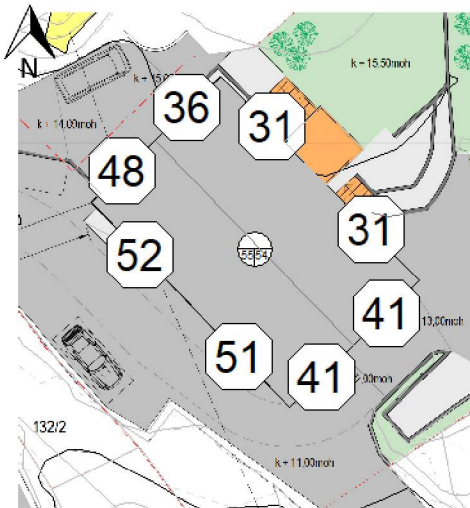 N
k + 15,50moh
k + 14,00moh
36
31
48
52
31
55 54
41
13,00moh
51
41
132/2
k + 11,00moh